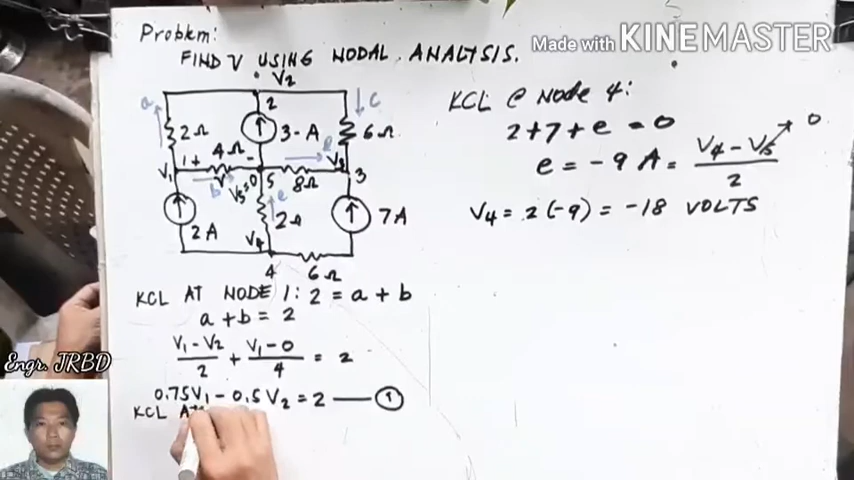 Problem:
FIND V USING NODAL ANALYSIS.
Made with KINEMASTER
V2
a
2
c
2Ω
3-A
6Ω
4Ω
V1
1
+
-
V
b
V5=0
5
8Ω
V3
3
2A
e
2Ω
7A
V4
4
6Ω
KCL AT NODE 1: 2 = a + b
a + b = 2
V1 - V2 / 2 + V1 - 0 / 4 = 2
0.75V1 - 0.5V2 = 2 — ①
KCL AT
KCL @ NODE 4:
2 + 7 + e = 0
e = -9 A = V4 - V5 / 2
0
V4 = 2(-9) = -18 VOLTS
Engr. JRBD